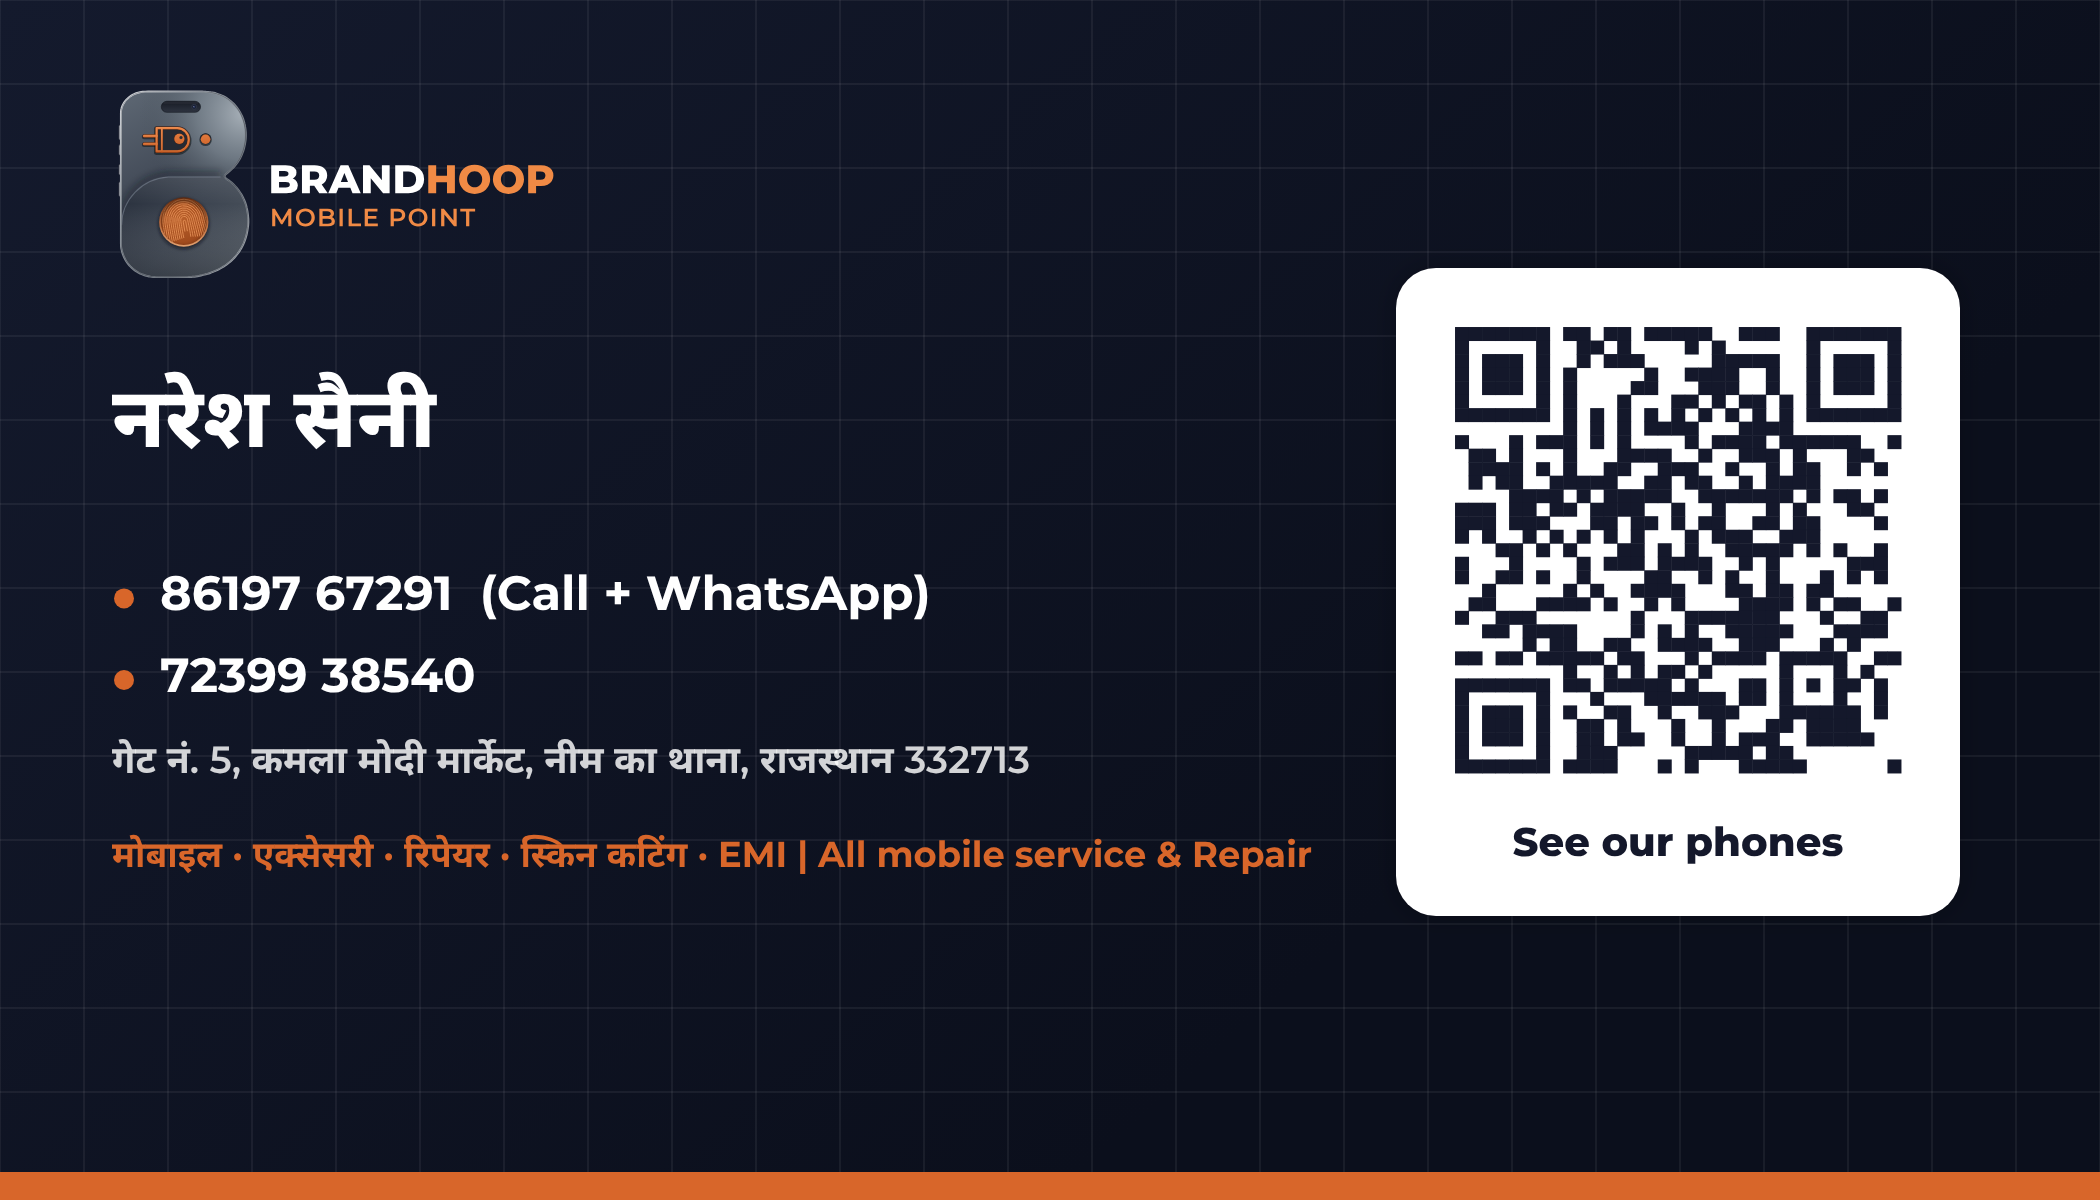 BRANDHOOP
MOBILE POINT
नरेश सैनी
86197 67291 (Call + WhatsApp)
72399 38540
गेट नं. 5, कमला मोदी मार्केट, नीम का थाना, राजस्थान 332713
मोबाइल · एक्सेसरी · रिपेयर · स्किन कटिंग · EMI | All mobile service & Repair
See our phones